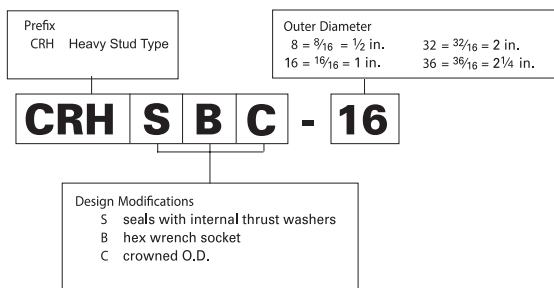 Prefix
CRH Heavy Stud Type
Outer Diameter
8 = 8/16 = 1/2 in. 32 = 32/16 = 2 in.
16 = 16/16 = 1 in. 36 = 36/16 = 2 1/4 in.
CRH S B C - 16
Design Modifications
S seals with internal thrust washers
B hex wrench socket
C crowned O.D.